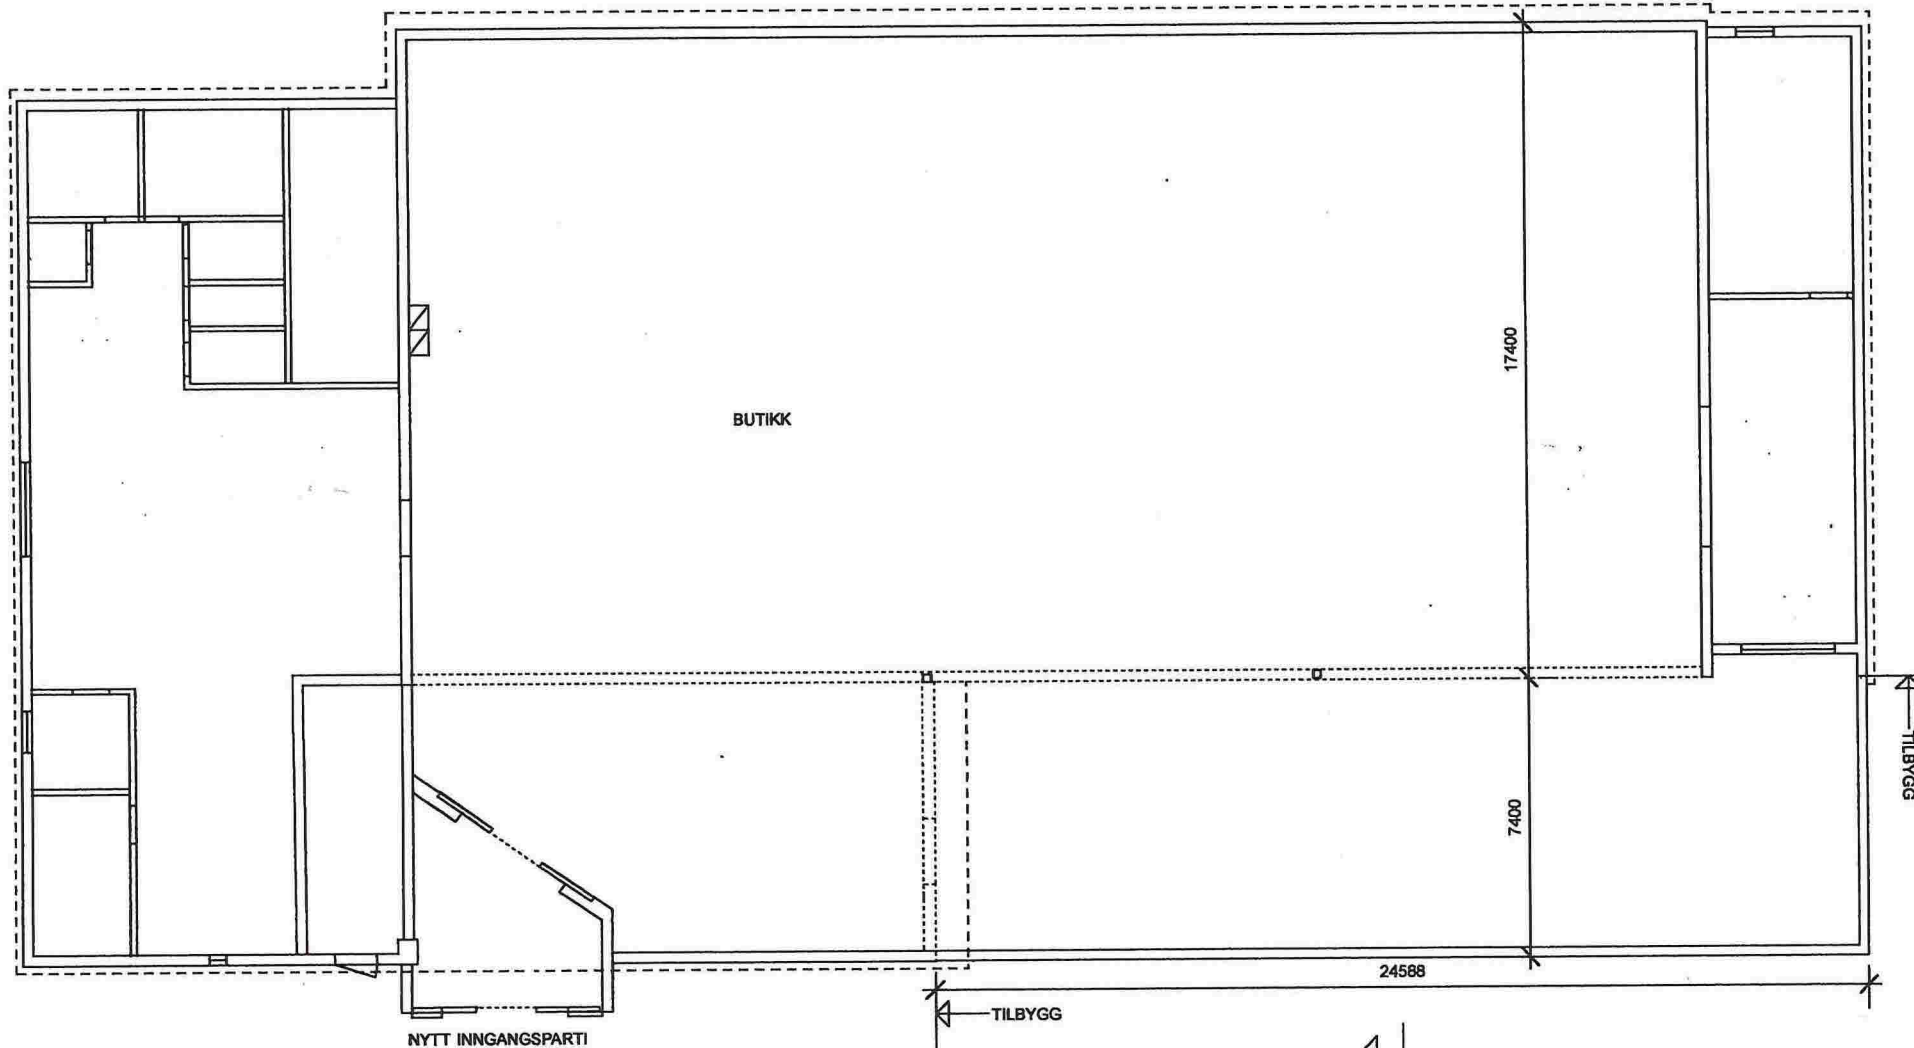 17400
BUTIKK
TILBYGG
7400
24588
TILBYGG
NYTT INNGANGSPARTI